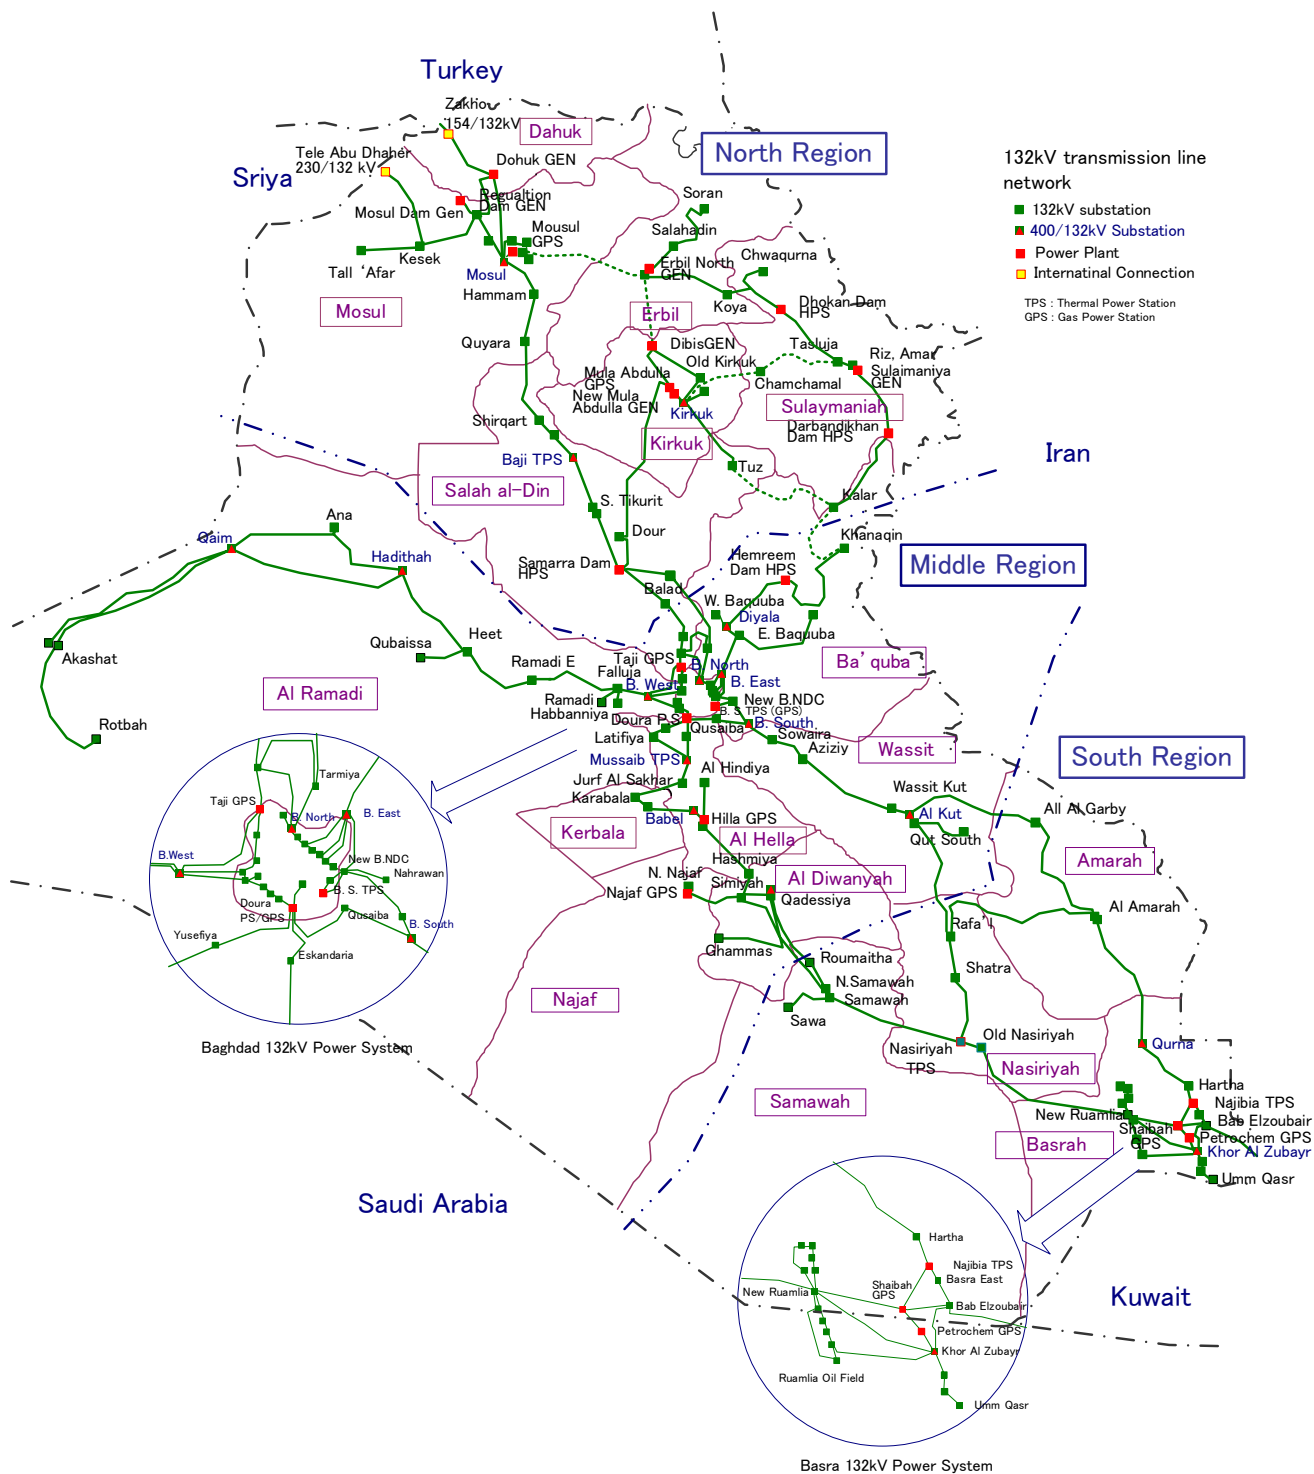 Turkey
Zakho
154/132kV
Dahuk
North Region
132kV transmission line
network
132kV substation
400/132kV Substation
Power Plant
Internatinal Connection
TPS : Thermal Power Station
GPS : Gas Power Station
Tele Abu Dhaher
230/132 kV
Sriya
Dohuk GEN
Regualtion
Dam GEN
Mosul Dam Gen
Mousul
GPS
Soran
Salahadin
Kesek
Tall 'Afar
Mosul
Erbil North
GEN
Chwaqurna
Hammam
Koya
Dhokan Dam
HPS
Mosul
Erbil
Quyara
DibisGEN
Tasluja
Old Kirkuk
Riz, Amar
Sulaimaniya
GEN
Mula Abdulla
GPS
New Mula
Abdulla GEN
Chamchamal
Kirkuk
Sulaymaniah
Shirqart
Darbandikhan
Dam HPS
Kirkuk
Baji TPS
Tuz
Iran
Salah al-Din
Kalar
S. Tikurit
Ana
Dour
Khanaqin
Qaim
Hadithah
Samarra Dam
HPS
Hemreem
Dam HPS
Middle Region
Balad
W. Baquuba
Diyala
E. Baquuba
Akashat
Qubaissa
Heet
Ramadi E
Falluja
Taji GPS
B. North
Ba' quba
Al Ramadi
B. West
B. East
Ramadi
Habbanniya
New B.NDC
B. S. TPS (GPS)
Rotbah
Doura P.S
Qusaiba
B. South
Latifiya
Sowaira
Aziziy
Wassit
South Region
Mussaib TPS
Al Hindiya
Jurf Al Sakhar
Karabala
Wassit Kut
All Al Garby
Babel
Hilla GPS
Al Kut
Kerbala
Al Hella
Qut South
Amarah
Hashmiya
N. Najaf
Simiyah
Al Diwanyah
Najaf GPS
Qadessiya
Al Amarah
Rafa' I
Ghammas
Roumaitha
Shatra
N.Samawah
Samawah
Najaf
Sawa
Old Nasiriyah
Nasiriyah
TPS
Qurna
Nasiriyah
Samawah
Hartha
Najibia TPS
New Ruamlia
Bab Elzoubair
Shaibah
GPS
Petrochem GPS
Basrah
Khor Al Zubayr
Umm Qasr
Saudi Arabia
Kuwait
Tarmiya
Taji GPS
B. North
B. East
B.West
New B.NDC
Nahrawan
B. S. TPS
Doura
PS/GPS
Qusaiba
B. South
Yusefiya
Eskandaria
Baghdad 132kV Power System
Hartha
Najibia TPS
Basra East
Shaibah
GPS
New Ruamlia
Bab Elzoubair
Petrochem GPS
Khor Al Zubayr
Ruamlia Oil Field
Umm Qasr
Basra 132kV Power System